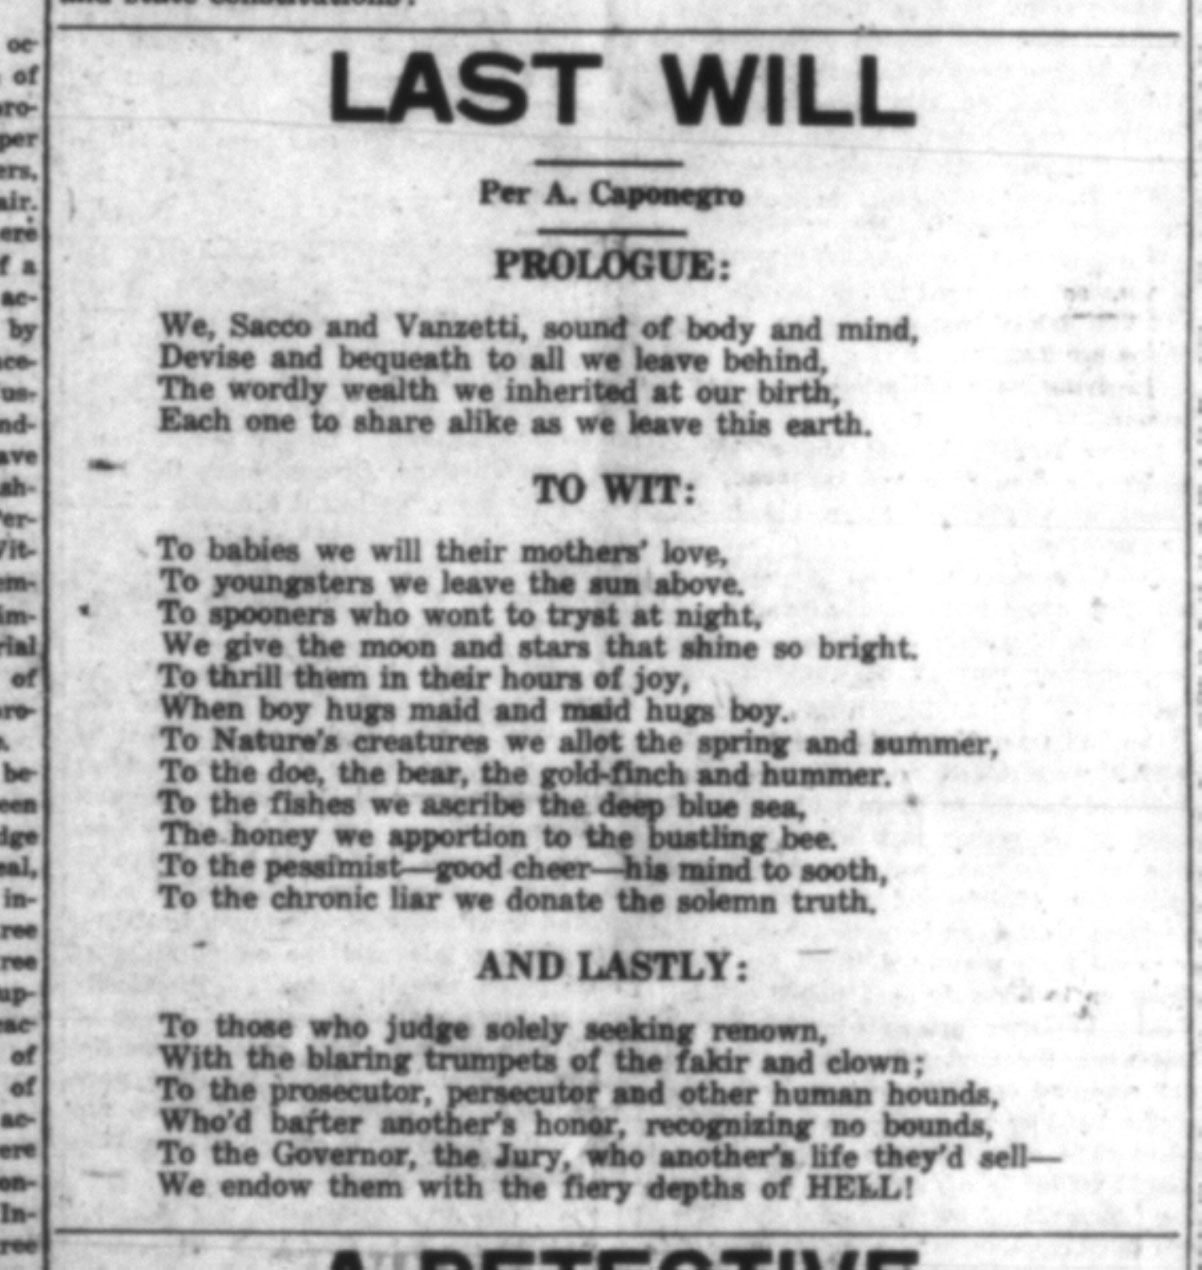 and state constitutions?
LAST WILL
Per A. Caponegro
PROLOGUE:
We, Sacco and Vanzetti, sound of body and mind,
Devise and bequeath to all we leave behind,
The wordly wealth we inherited at our birth,
Each one to share alike as we leave this earth.
TO WIT:
To babies we will their mothers' love,
To youngsters we leave the sun above.
To spooners who wont to tryst at night,
We give the moon and stars that shine so bright.
To thrill them in their hours of joy,
When boy hugs maid and maid hugs boy.
To Nature's creatures we allot the spring and summer,
To the doe, the bear, the gold-finch and hummer.
To the fishes we ascribe the deep blue sea,
The honey we apportion to the bustling bee.
To the pessimist—good cheer—his mind to sooth,
To the chronic liar we donate the solemn truth.
AND LASTLY:
To those who judge solely seeking renown,
With the blaring trumpets of the fakir and clown;
To the prosecutor, persecutor and other human hounds,
Who'd barter another's honor, recognizing no bounds,
To the Governor, the Jury, who another's life they'd sell—
We endow them with the fiery depths of HELL!
A DETECTIVE